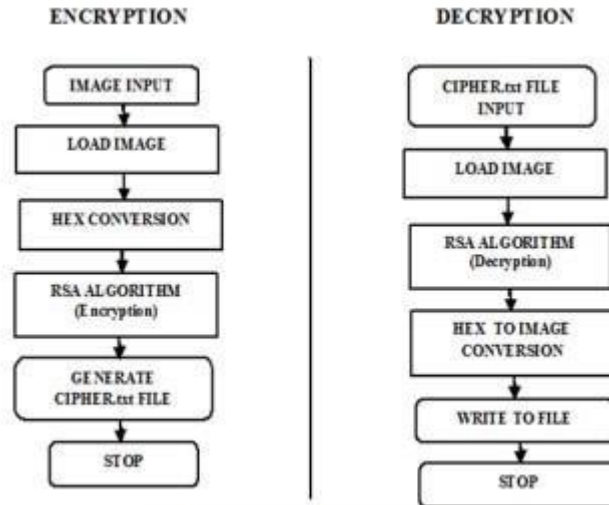 ENCRYPTION
IMAGE INPUT
LOAD IMAGE
HEX CONVERSION
RSA ALGORITHM
(Encryption)
GENERATE
CIPHER.txt FILE
STOP
DECRYPTION
CIPHER.txt FILE
INPUT
LOAD IMAGE
RSA ALGORITHM
(Decryption)
HEX TO IMAGE
CONVERSION
WRITE TO FILE
STOP